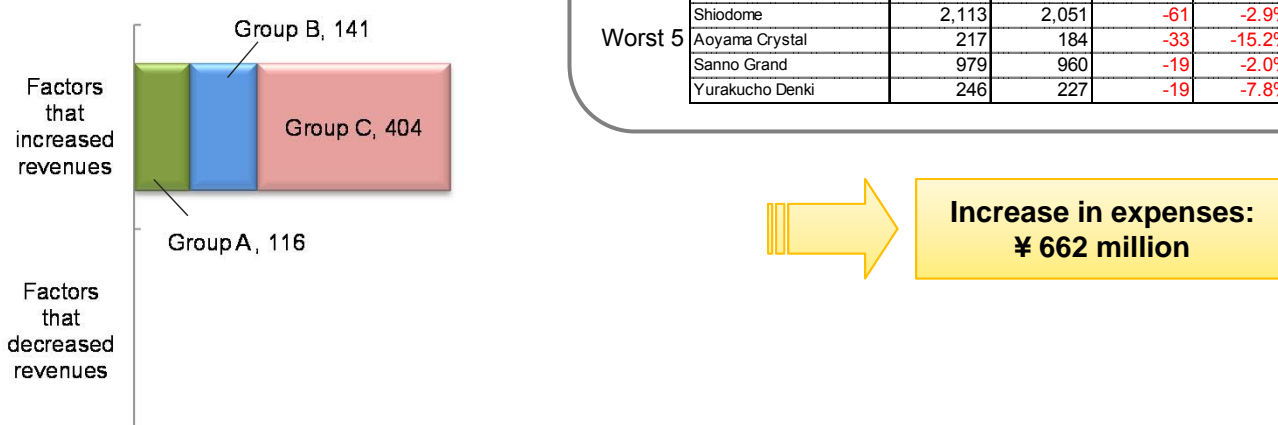 Group B, 141
Factors
that
increased
revenues
Group C, 404
Group A, 116
Factors
that
decreased
revenues
Worst 5
Shiodome 2,113 2,051 -61 -2.9%
Aoyama Crystal 217 184 -33 -15.2%
Sanno Grand 979 960 -19 -2.0%
Yurakucho Denki 246 227 -19 -7.8%
Increase in expenses:
¥ 662 million